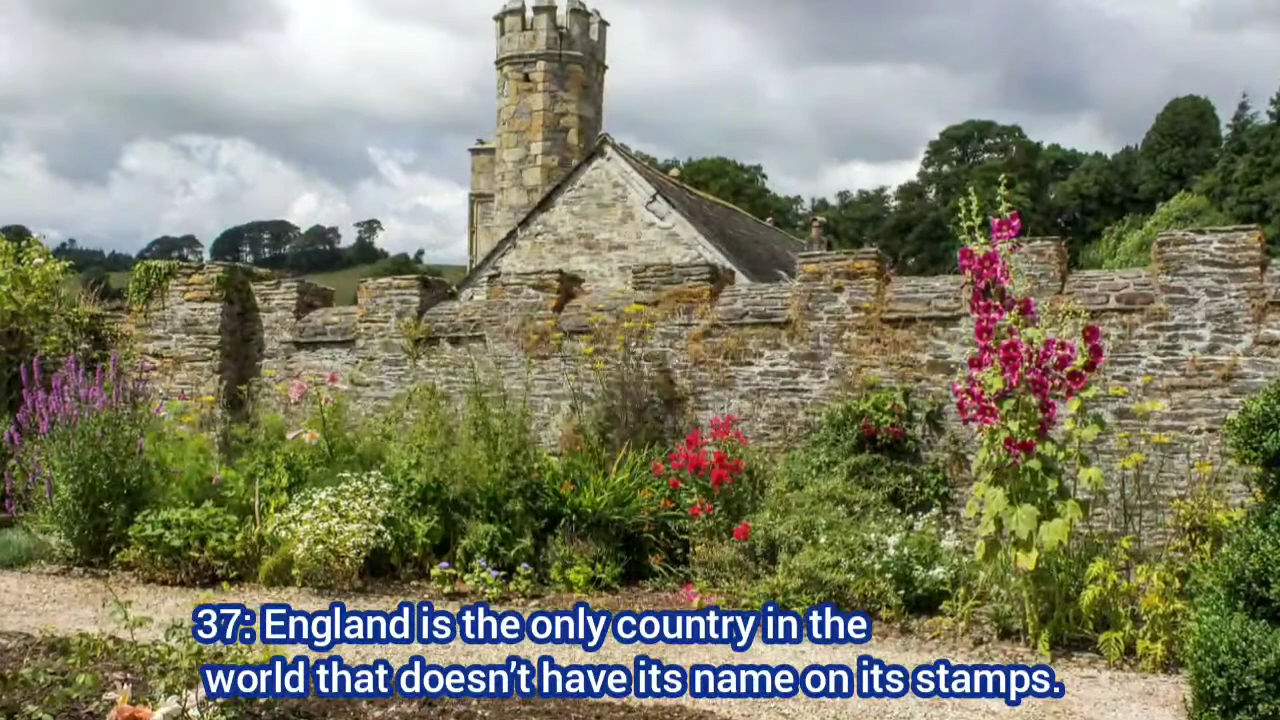 37: England is the only country in the
world that doesn’t have its name on its stamps.